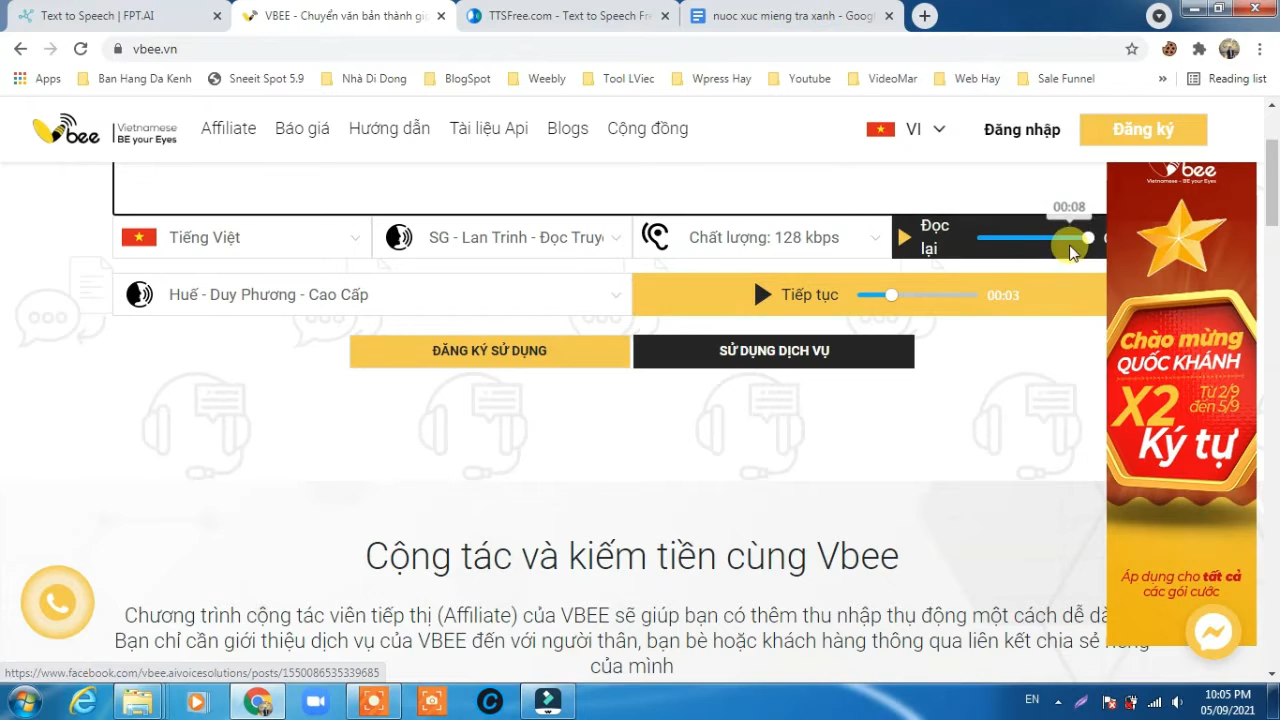 Text to Speech | FPT.AI
VBEE - Chuyển văn bản thành giọ
TTSFree.com - Text to Speech Fre
nuoc xuc mieng tra xanh - Googl
vbee.vn
Apps
Ban Hang Da Kenh
Sneeit Spot 5.9
Nhà Di Dong
BlogSpot
Weebly
Tool LViec
Wpress Hay
Youtube
VideoMar
Web Hay
Sale Funnel
»
Reading list
Vbee
Vietnamese
BE your Eyes
Affiliate
Báo giá
Hướng dẫn
Tài liệu Api
Blogs
Cộng đồng
VI
Đăng nhập
Đăng ký
00:08
Tiếng Việt
SG - Lan Trinh - Đọc Truyệ
Chất lượng: 128 kbps
Đọc
lại
Huế - Duy Phương - Cao Cấp
Tiếp tục
00:03
ĐĂNG KÝ SỬ DỤNG
SỬ DỤNG DỊCH VỤ
Vbee
Vietnamese - BE your Eyes
Chào mừng
QUỐC KHÁNH
X2
Từ 2/9
đến 5/9
Ký tự
Áp dụng cho tất cả
các gói cước
Cộng tác và kiếm tiền cùng Vbee
Chương trình cộng tác viên tiếp thị (Affiliate) của VBEE sẽ giúp bạn có thêm thu nhập thụ động một cách dễ dà
Bạn chỉ cần giới thiệu dịch vụ của VBEE đến với người thân, bạn bè hoặc khách hàng thông qua liên kết chia sẻ riêng
của mình
https://www.facebook.com/vbee.aivoicesolutions/posts/1550086535339685
EN
10:05 PM
05/09/2021